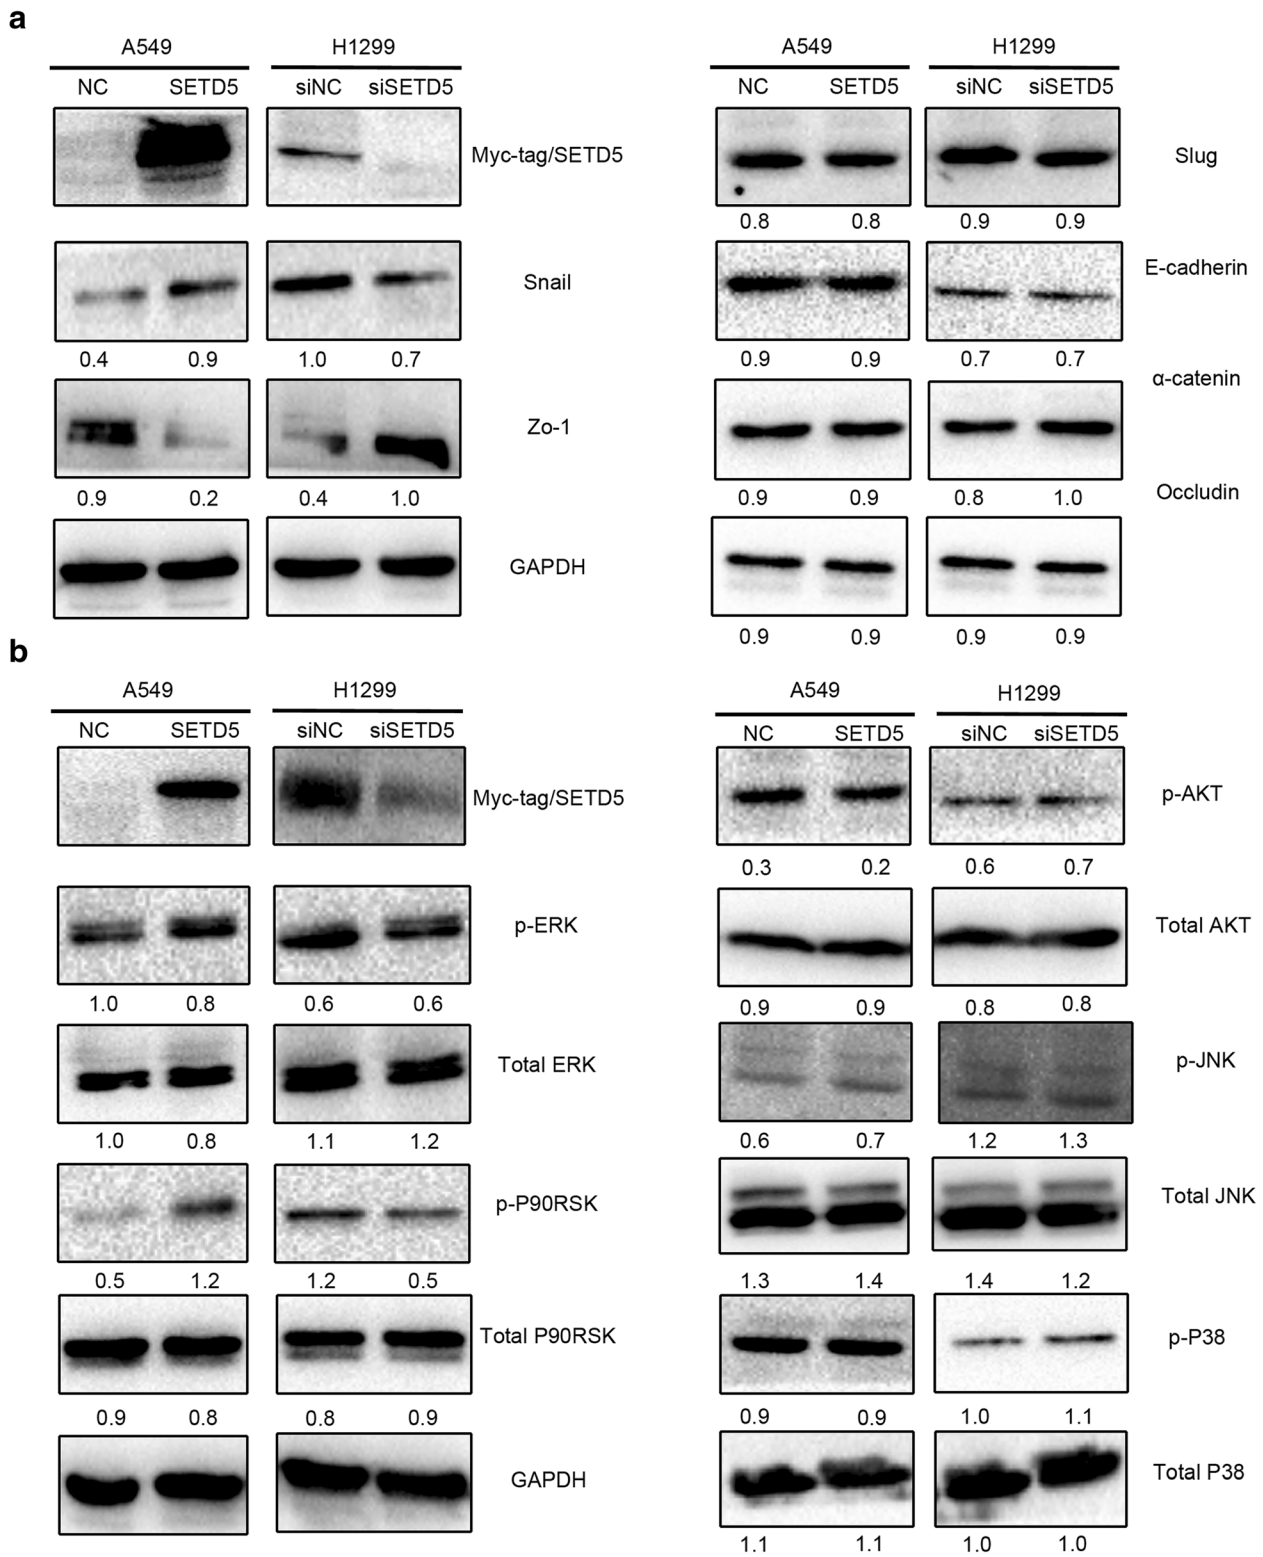 a
A549 H1299
NC SETD5 siNC siSETD5
Myc-tag/SETD5
Snail
0.4 0.9 1.0 0.7
Zo-1
0.9 0.2 0.4 1.0
GAPDH
A549 H1299
NC SETD5 siNC siSETD5
Slug
0.8 0.8 0.9 0.9
E-cadherin
0.9 0.9 0.7 0.7
α-catenin
0.9 0.9 0.8 1.0
Occludin
0.9 0.9 0.9 0.9
b
A549 H1299
NC SETD5 siNC siSETD5
Myc-tag/SETD5
p-ERK
1.0 0.8 0.6 0.6
Total ERK
1.0 0.8 1.1 1.2
p-P90RSK
0.5 1.2 1.2 0.5
Total P90RSK
0.9 0.8 0.8 0.9
GAPDH
A549 H1299
NC SETD5 siNC siSETD5
p-AKT
0.3 0.2 0.6 0.7
Total AKT
0.9 0.9 0.8 0.8
p-JNK
0.6 0.7 1.2 1.3
Total JNK
1.3 1.4 1.4 1.2
p-P38
0.9 0.9 1.0 1.1
Total P38
1.1 1.1 1.0 1.0